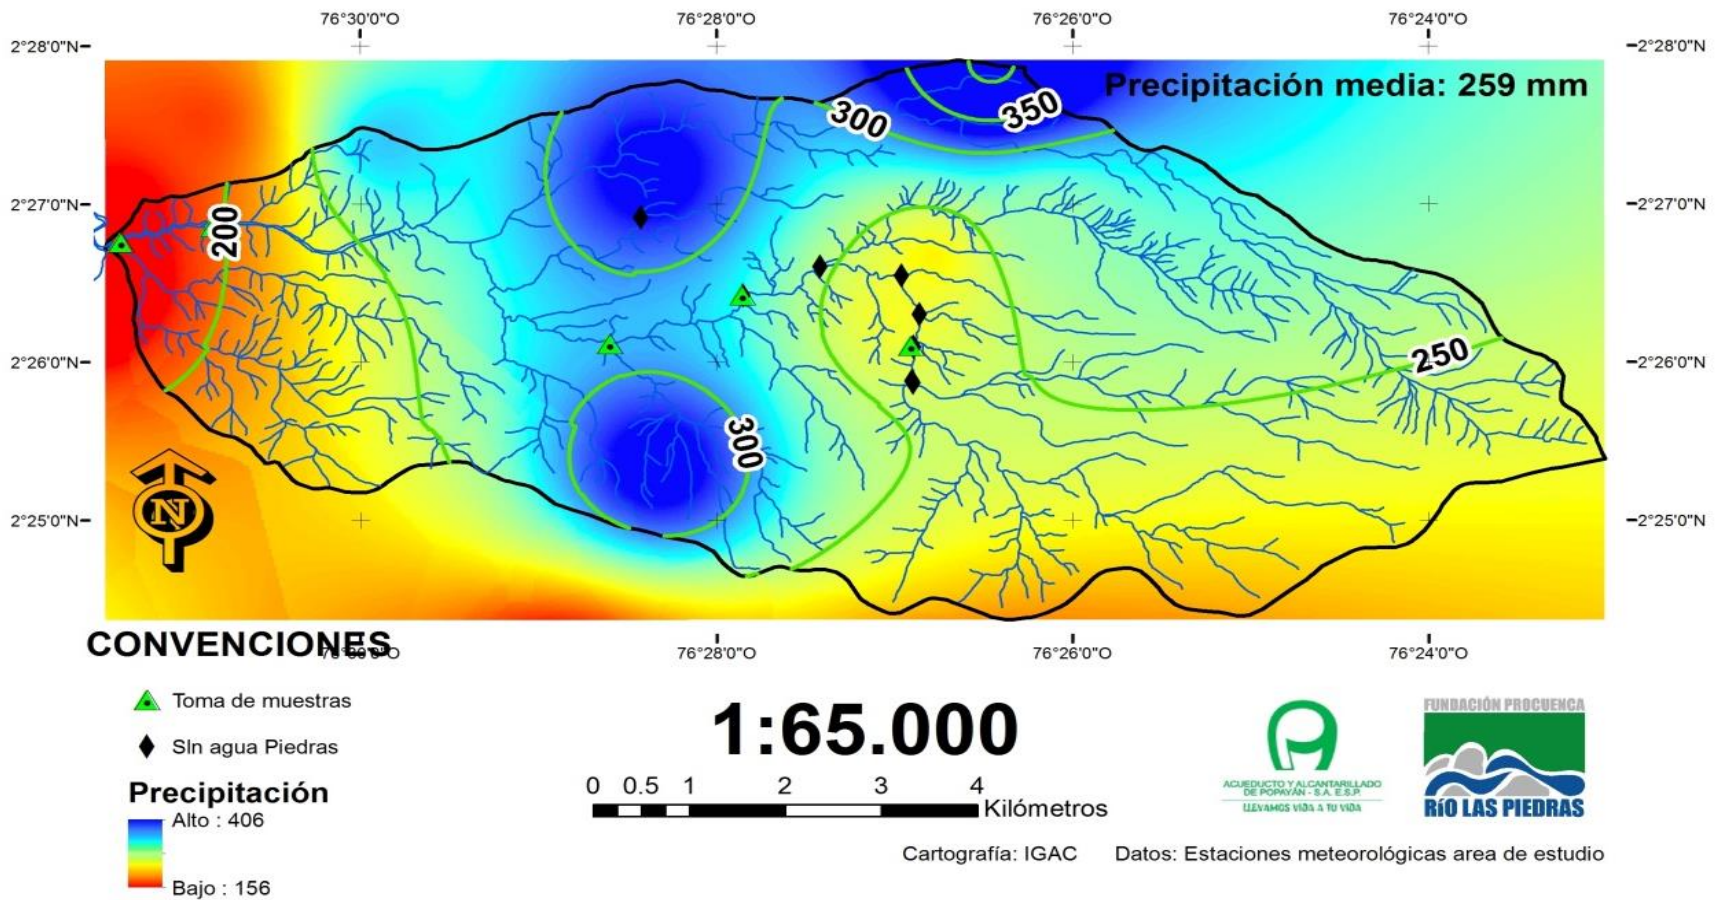 76°30'0"O 76°28'0"O 76°26'0"O 76°24'0"O
2°28'0"N 2°28'0"N
Precipitación media: 259 mm
350
300
2°27'0"N 2°27'0"N
200
2°26'0"N 2°26'0"N
250
300
N
2°25'0"N 2°25'0"N
CONVENCIONES
76°30'0"O 76°28'0"O 76°26'0"O 76°24'0"O
Toma de muestras
SIn agua Piedras
Precipitación
Alto : 406
Bajo : 156
1:65.000
0 0.5 1 2 3 4
Kilómetros
ACUEDUCTO Y ALCANTARILLADO
DE POPAYÁN - S.A. E.S.P.
LLEVAMOS VIDA A TU VIDA
FUNDACIÓN PROCUENCA
RÍO LAS PIEDRAS
Cartografía: IGAC Datos: Estaciones meteorológicas area de estudio